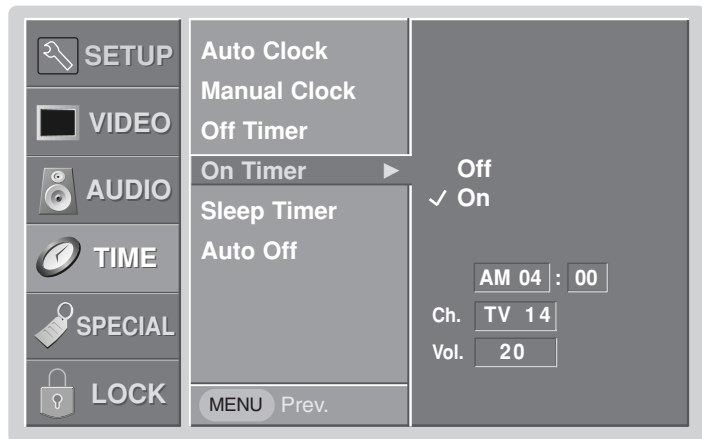 SETUP
VIDEO
AUDIO
TIME
SPECIAL
LOCK
Auto Clock
Manual Clock
Off Timer
On Timer ►
Sleep Timer
Auto Off
MENU Prev.
Off
✓ On
AM 04 : 00
Ch. TV 14
Vol. 20